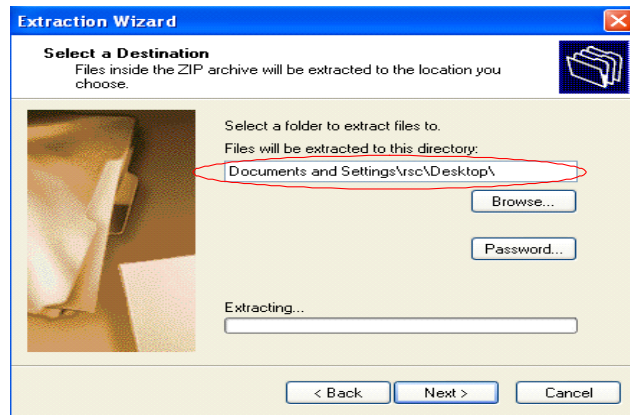 Extraction Wizard
Select a Destination
Files inside the ZIP archive will be extracted to the location you
choose.
Select a folder to extract files to.
Files will be extracted to this directory:
Documents and Settings\rsc\Desktop\
Browse...
Password...
Extracting...
< Back
Next >
Cancel